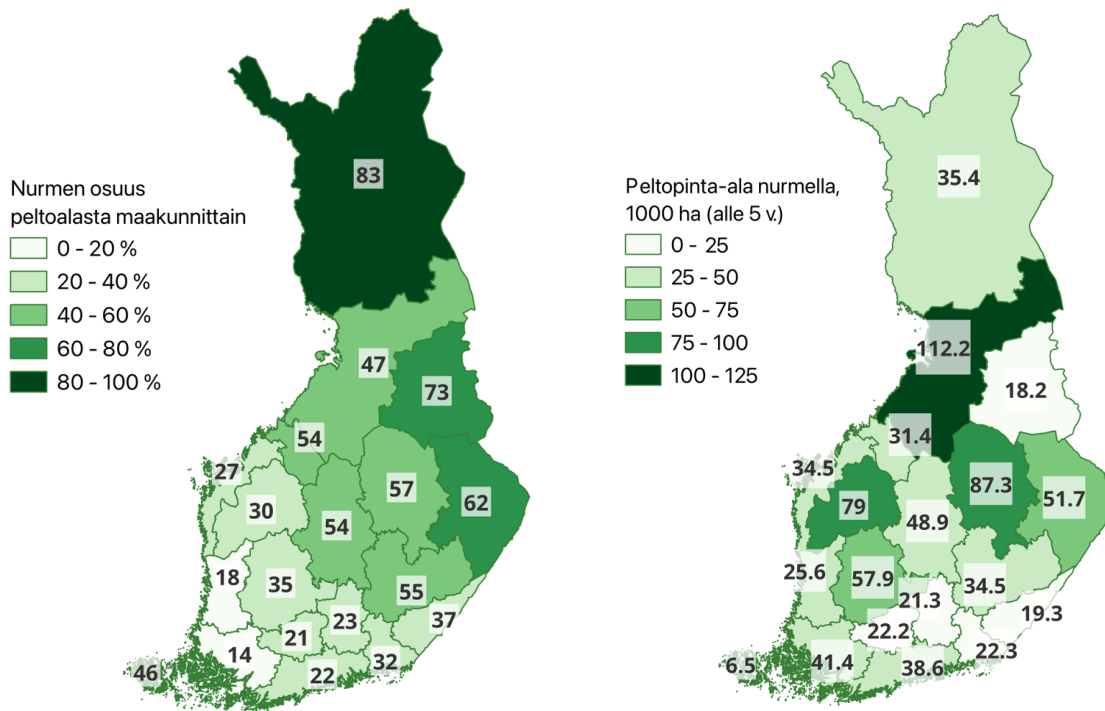 Nurmen osuus
peltoalasta maakunnittain
0 - 20 %
20 - 40 %
40 - 60 %
60 - 80 %
80 - 100 %
83
47
73
54
27
57
30
62
54
18
35
55
23
37
21
14
32
46
22
Peltopinta-ala nurmella,
1000 ha (alle 5 v.)
0 - 25
25 - 50
50 - 75
75 - 100
100 - 125
35.4
112.2
18.2
31.4
34.5
87.3
51.7
79
48.9
25.6
57.9
34.5
21.3
19.3
22.2
22.3
6.5
41.4
38.6